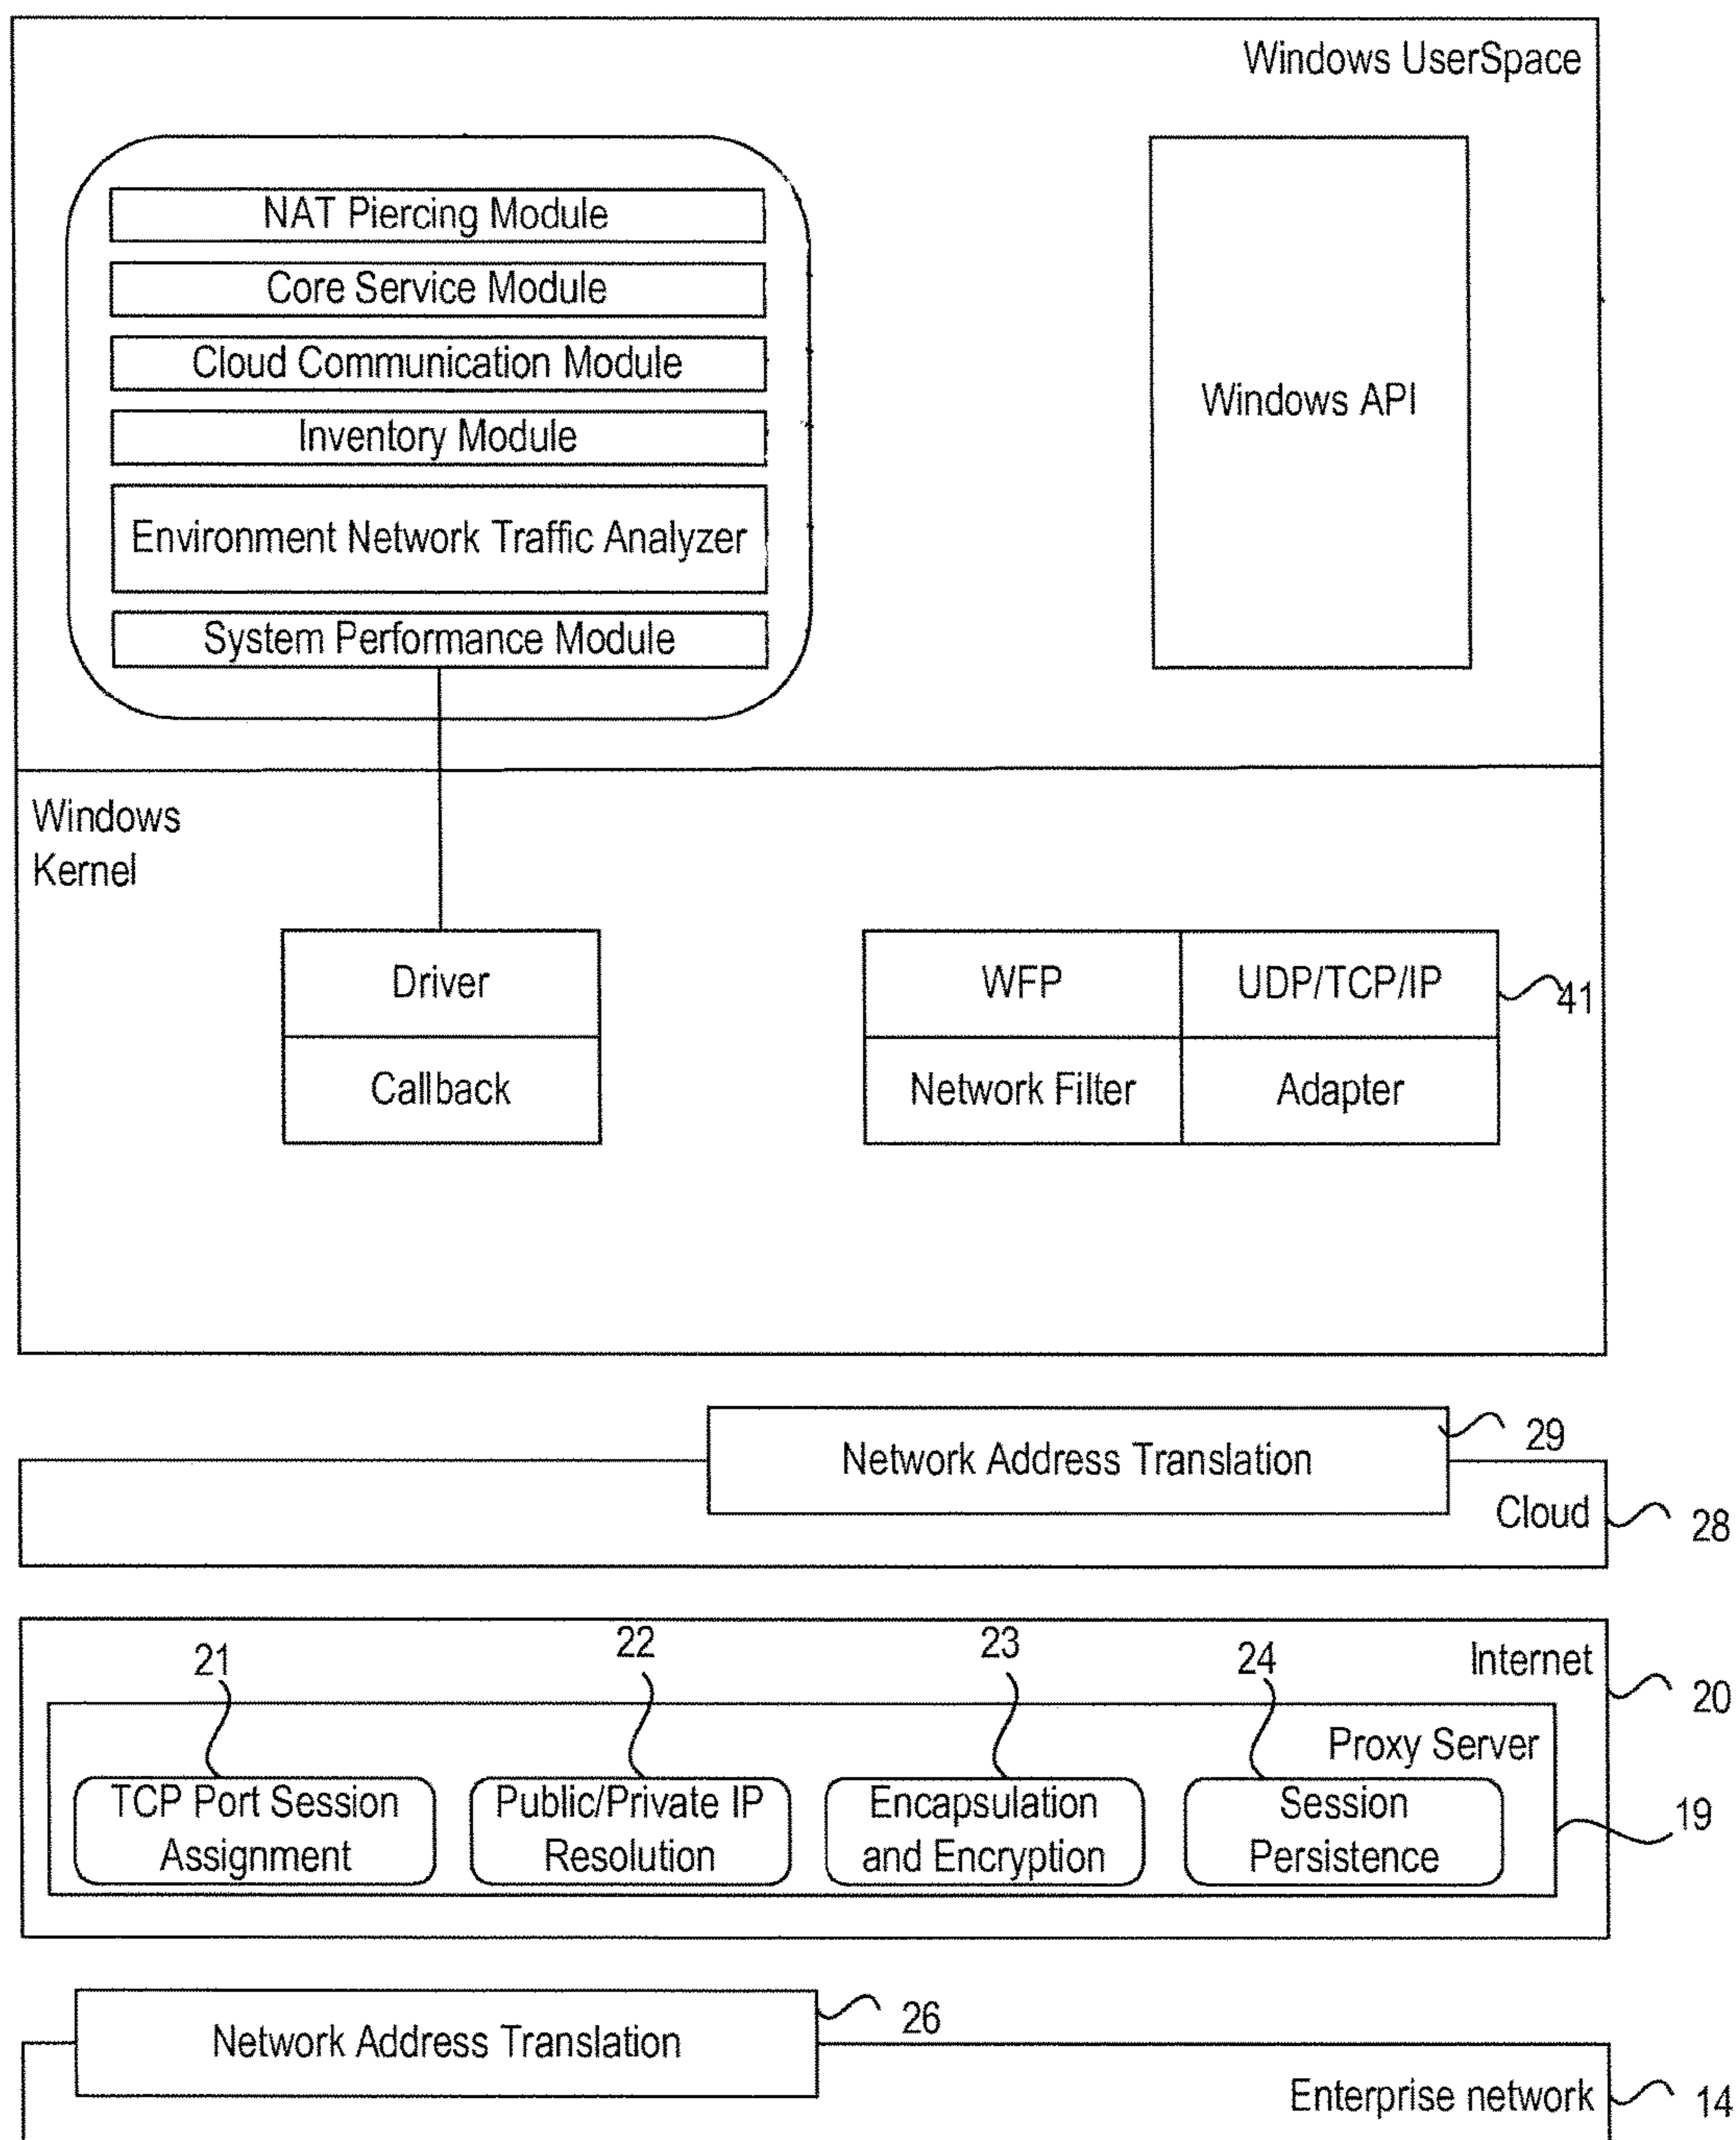 Windows UserSpace
NAT Piercing Module
Core Service Module
Cloud Communication Module
Inventory Module
Environment Network Traffic Analyzer
System Performance Module
Windows API
Windows
Kernel
Driver
Callback
WFP
UDP/TCP/IP
Network Filter
Adapter
41
Network Address Translation
29
Cloud
28
Internet
20
21
22
23
24
Proxy Server
19
TCP Port Session
Assignment
Public/Private IP
Resolution
Encapsulation
and Encryption
Session
Persistence
Network Address Translation
26
Enterprise network
14